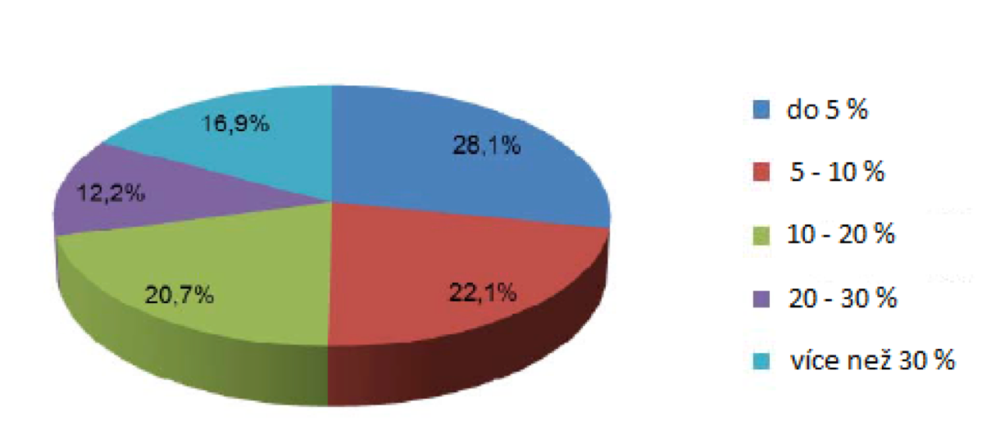 16,9%
28,1%
12,2%
20,7%
22,1%
do 5 %
5 - 10 %
10 - 20 %
20 - 30 %
více než 30 %